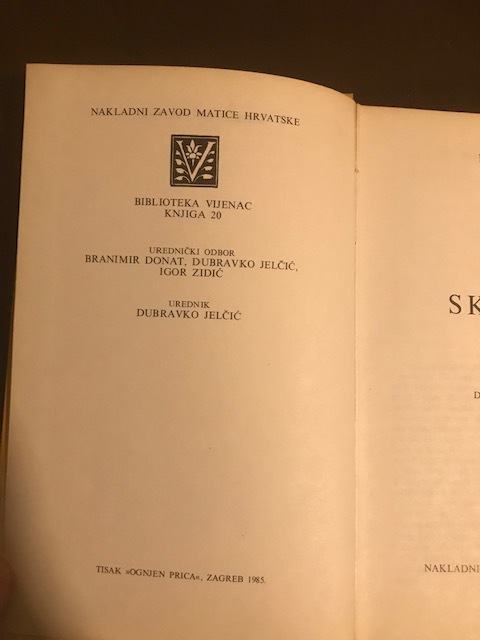 NAKLADNI ZAVOD MATICE HRVATSKE
V
BIBLIOTEKA VIJENAC
KNJIGA 20
UREDNIČKI ODBOR
BRANIMIR DONAT, DUBRAVKO JELČIĆ,
IGOR ZIDIĆ
UREDNIK
DUBRAVKO JELČIĆ
TISAK »OGNJEN PRICA«, ZAGREB 1985.
SK
D
NAKLADNI